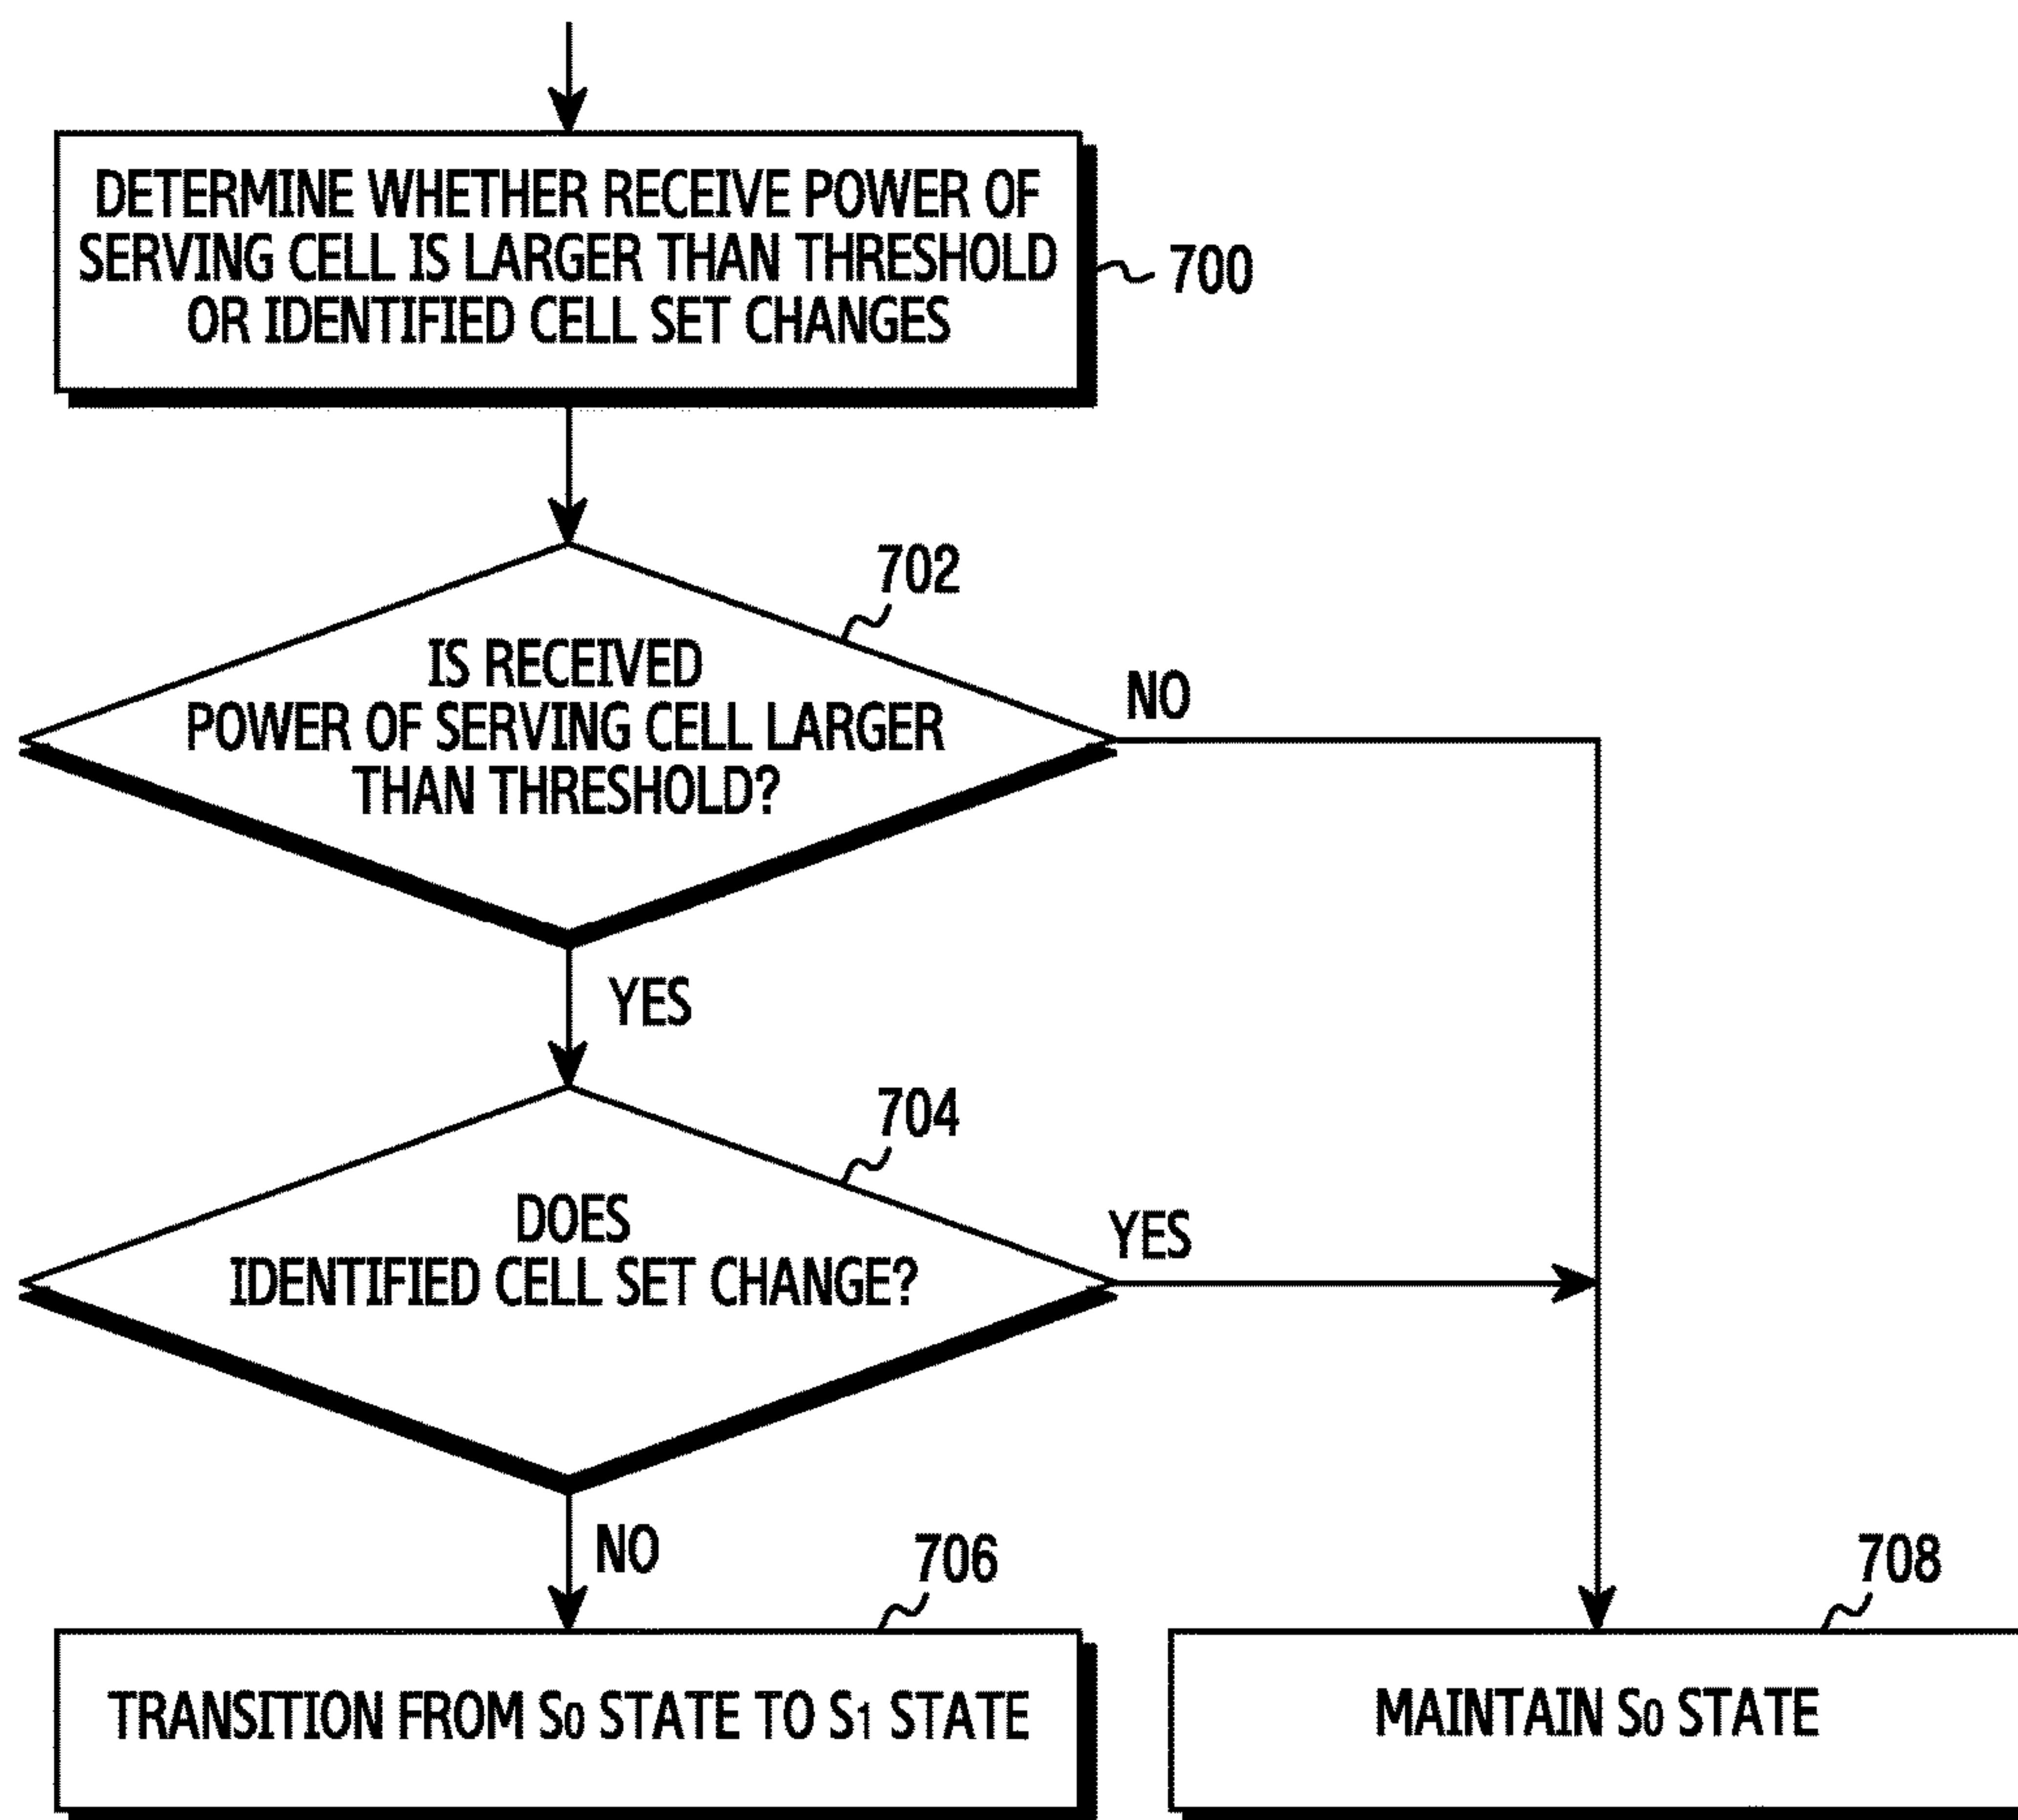 DETERMINE WHETHER RECEIVE POWER OF
SERVING CELL IS LARGER THAN THRESHOLD
OR IDENTIFIED CELL SET CHANGES
700
702
IS RECEIVED
POWER OF SERVING CELL LARGER
THAN THRESHOLD?
NO
YES
704
DOES
IDENTIFIED CELL SET CHANGE?
YES
NO
706
TRANSITION FROM S0 STATE TO S1 STATE
708
MAINTAIN S0 STATE